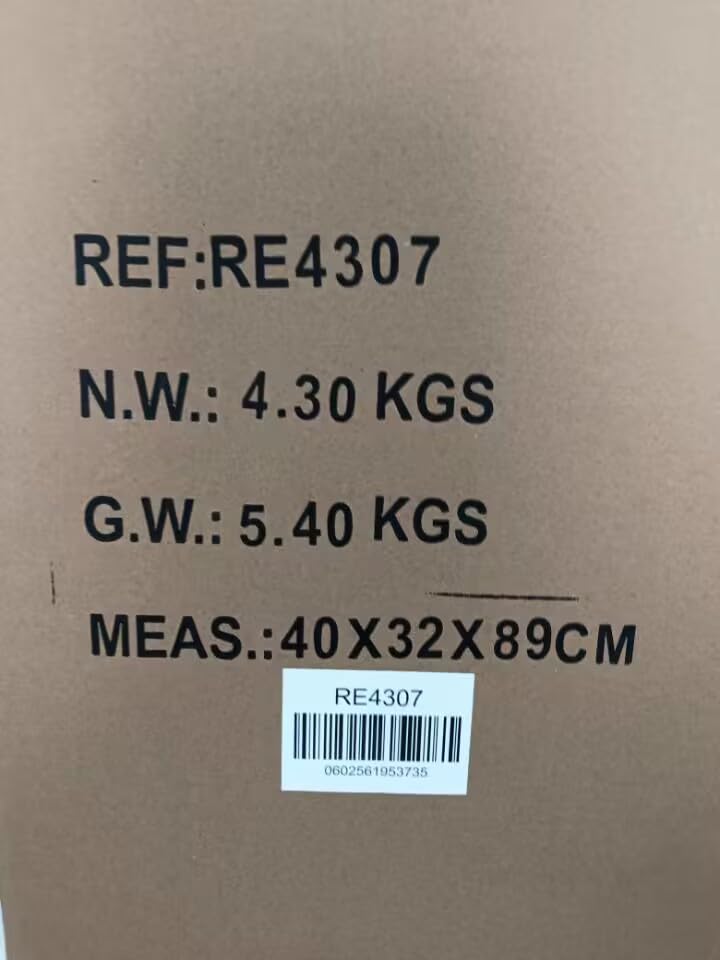 REF:RE4307
N.W.: 4.30 KGS
G.W.: 5.40 KGS
MEAS.:40X32X89CM
RE4307
0602561953735